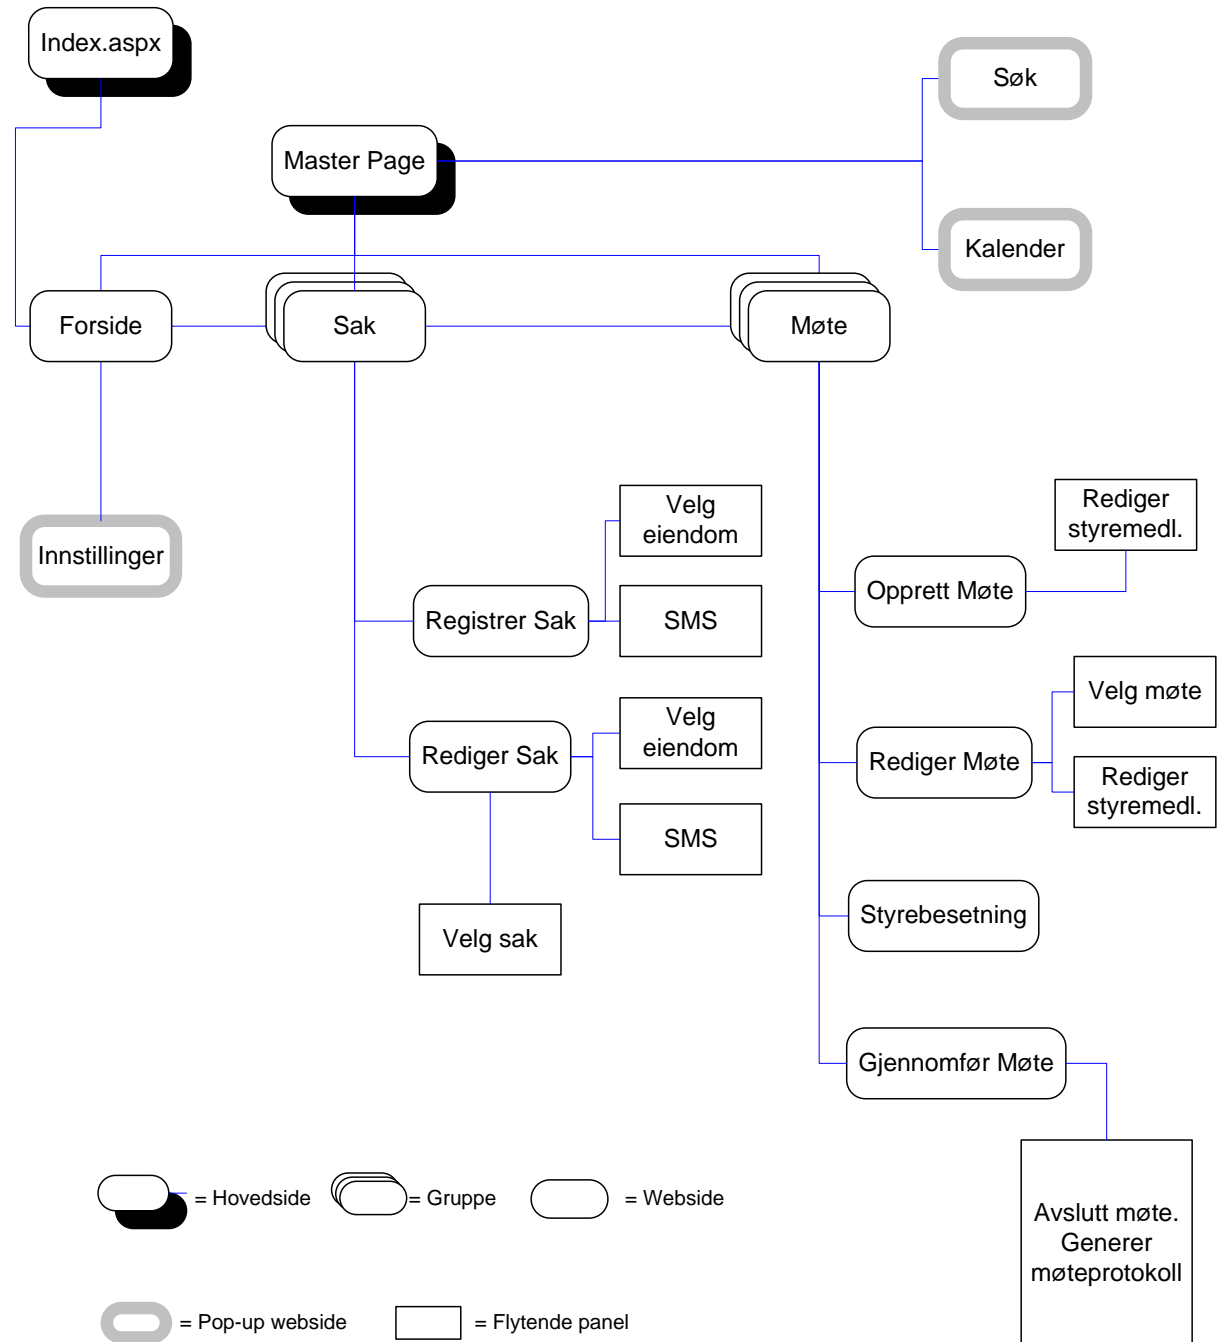 Index.aspx
Søk
Master Page
Kalender
Forside
Sak
Møte
Innstillinger
Velg
eiendom
Registrer Sak
SMS
Rediger
styremedl.
Opprett Møte
Rediger Sak
Velg
eiendom
SMS
Velg sak
Velg møte
Rediger Møte
Rediger
styremedl.
Styrebesetning
Gjennomfør Møte
Avslutt møte.
Generer
møteprotokoll
= Hovedside
= Gruppe
= Webside
= Pop-up webside
= Flytende panel